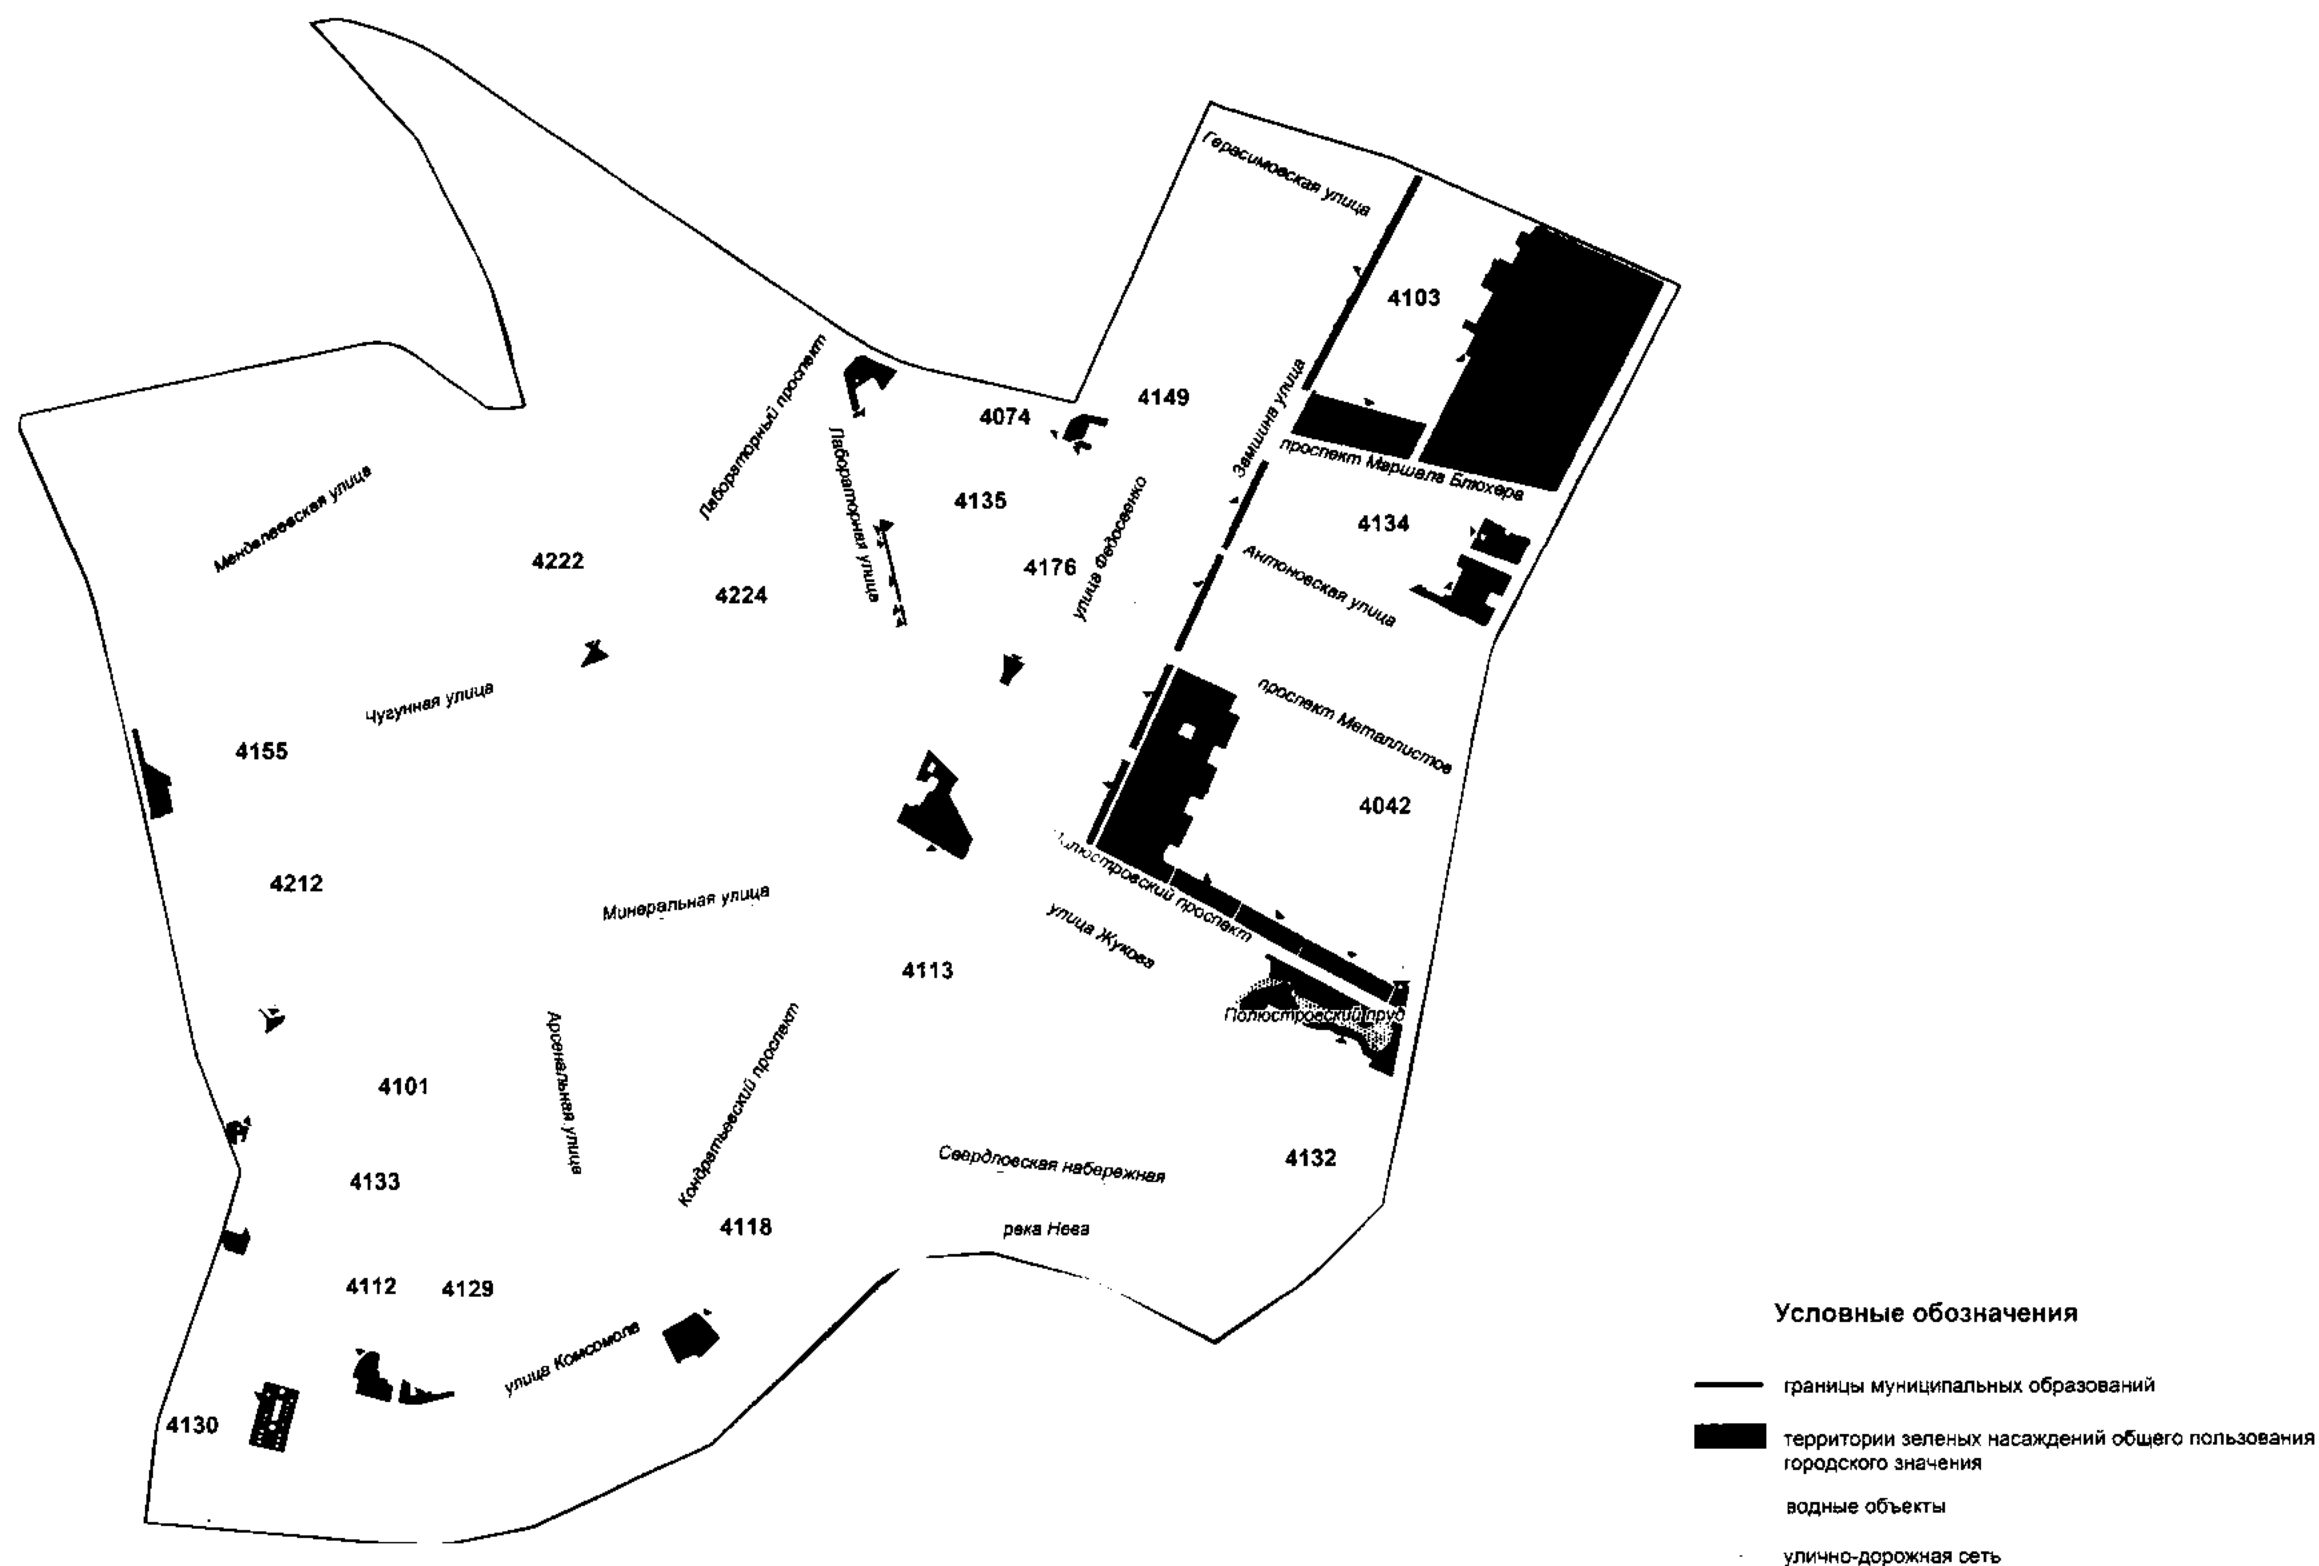 Герасимовская улица
4103
Лабораторный проспект
4074
4149
Замшина улица
Лабораторная улица
проспект Маршала Блюхера
Менделеевская улица
4135
4134
4222
4176
улица Федосеенко
Антоновская улица
4224
Чугунная улица
проспект Металлистов
4155
4042
4212
Минеральная улица
проспект
улица Жукова
4113
Полюстровский пруд
Арсенальная улица
Кондратьевский проспект
4101
Свердловская набережная
4132
4133
4118
река Нева
4112
4129
улица Комсомола
4130
Условные обозначения
границы муниципальных образований
территории зеленых насаждений общего пользования
городского значения
водные объекты
улично-дорожная сеть